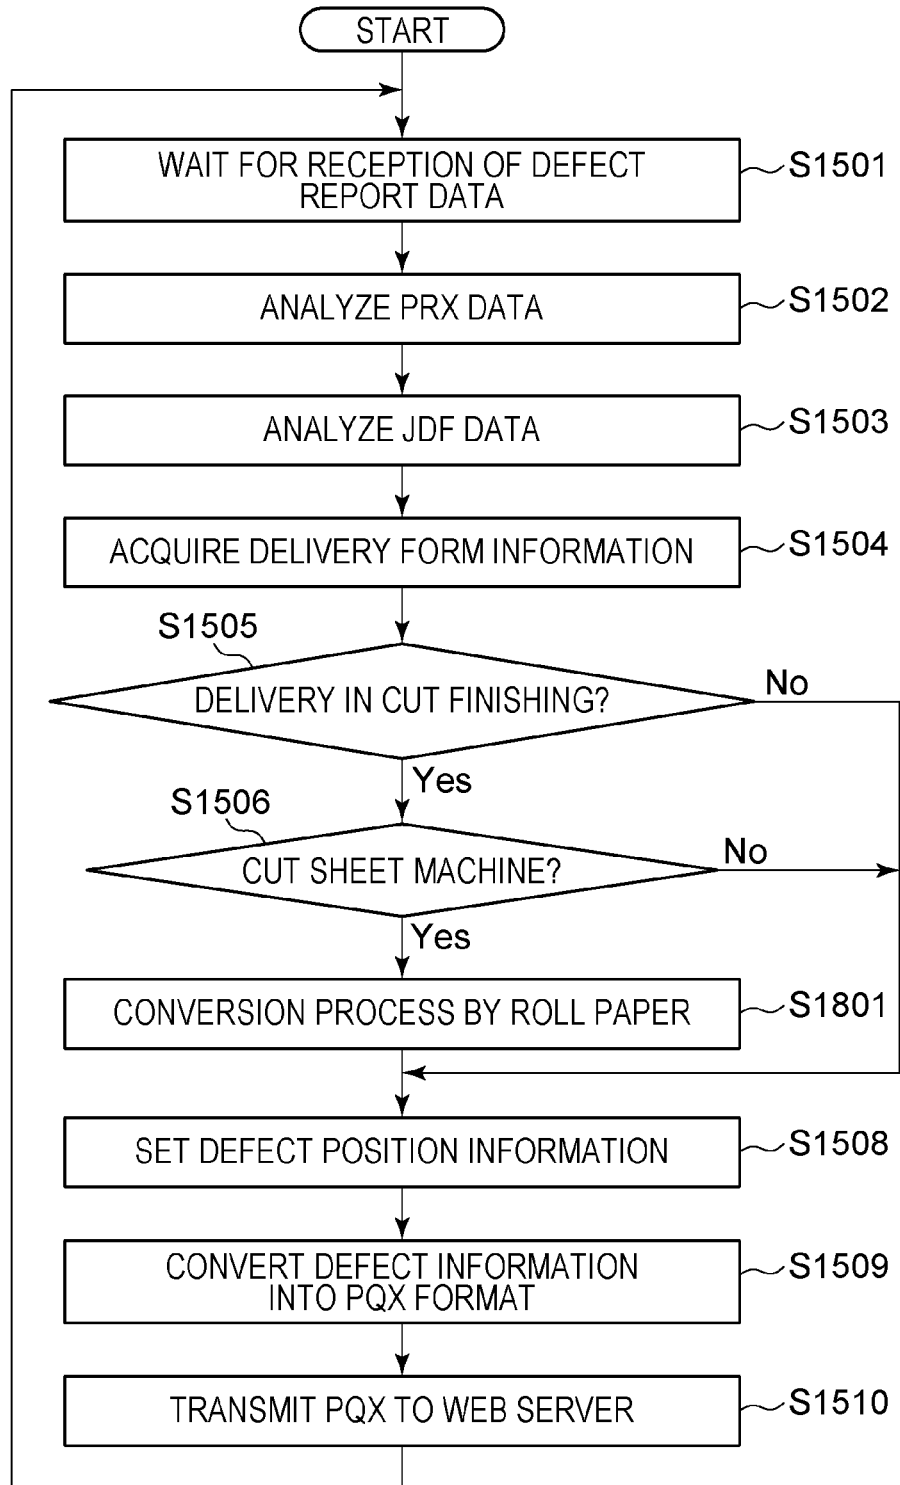 START
WAIT FOR RECEPTION OF DEFECT
REPORT DATA
S1501
ANALYZE PRX DATA
S1502
ANALYZE JDF DATA
S1503
ACQUIRE DELIVERY FORM INFORMATION
S1504
S1505
DELIVERY IN CUT FINISHING?
No
Yes
S1506
CUT SHEET MACHINE?
No
Yes
CONVERSION PROCESS BY ROLL PAPER
S1801
SET DEFECT POSITION INFORMATION
S1508
CONVERT DEFECT INFORMATION
INTO PQX FORMAT
S1509
TRANSMIT PQX TO WEB SERVER
S1510